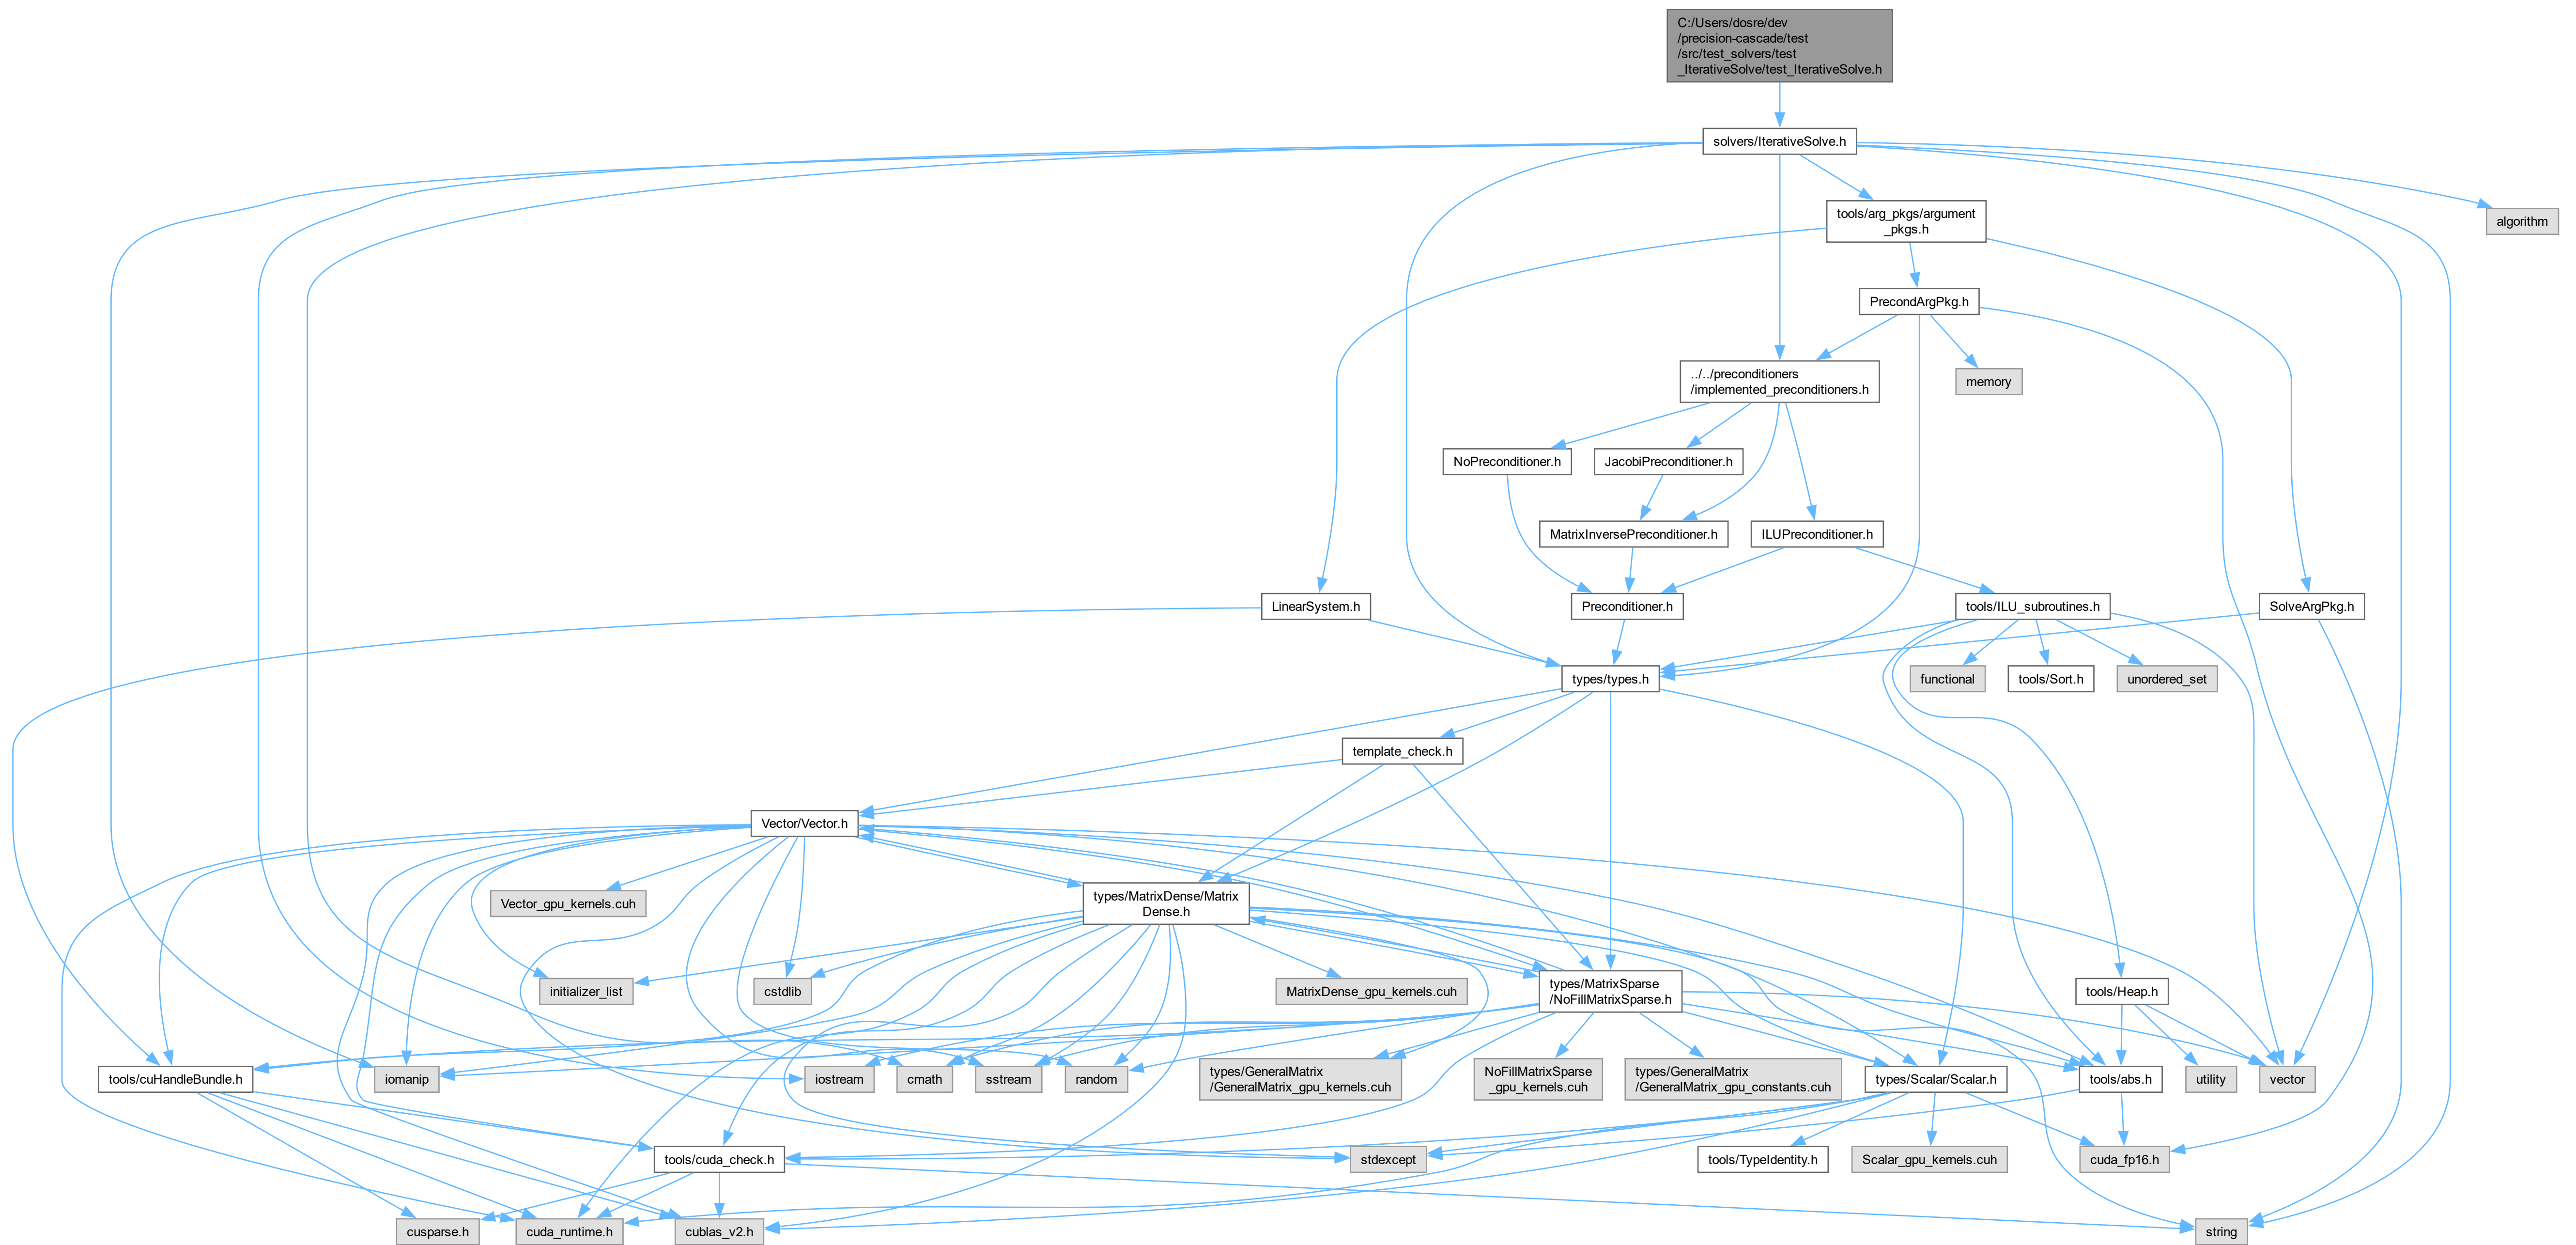 C:/Users/dosre/dev
/precision-cascade/test
/src/test_solvers/test
_IterativeSolve/test_IterativeSolve.h
solvers/IterativeSolve.h
tools/arg_pkgs/argument
_pkgs.h
algorithm
PrecondArgPkg.h
../../preconditioners
/implemented_preconditioners.h
memory
NoPreconditioner.h
JacobiPreconditioner.h
MatrixInversePreconditioner.h
ILUPreconditioner.h
LinearSystem.h
Preconditioner.h
tools/ILU_subroutines.h
SolveArgPkg.h
types/types.h
functional
tools/Sort.h
unordered_set
template_check.h
Vector/Vector.h
Vector_gpu_kernels.cuh
types/MatrixDense/Matrix
Dense.h
initializer_list
cstdlib
MatrixDense_gpu_kernels.cuh
types/MatrixSparse
/NoFillMatrixSparse.h
tools/Heap.h
tools/cuHandleBundle.h
iomanip
iostream
cmath
sstream
random
types/GeneralMatrix
/GeneralMatrix_gpu_kernels.cuh
NoFillMatrixSparse
_gpu_kernels.cuh
types/GeneralMatrix
/GeneralMatrix_gpu_constants.cuh
types/Scalar/Scalar.h
tools/abs.h
utility
vector
tools/cuda_check.h
stdexcept
tools/TypeIdentity.h
Scalar_gpu_kernels.cuh
cuda_fp16.h
cusparse.h
cuda_runtime.h
cublas_v2.h
string